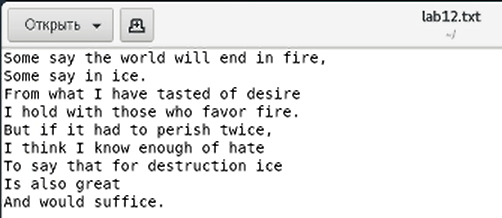 Открыть
lab12.txt
~/
Some say the world will end in fire,
Some say in ice.
From what I have tasted of desire
I hold with those who favor fire.
But if it had to perish twice,
I think I know enough of hate
To say that for destruction ice
Is also great
And would suffice.